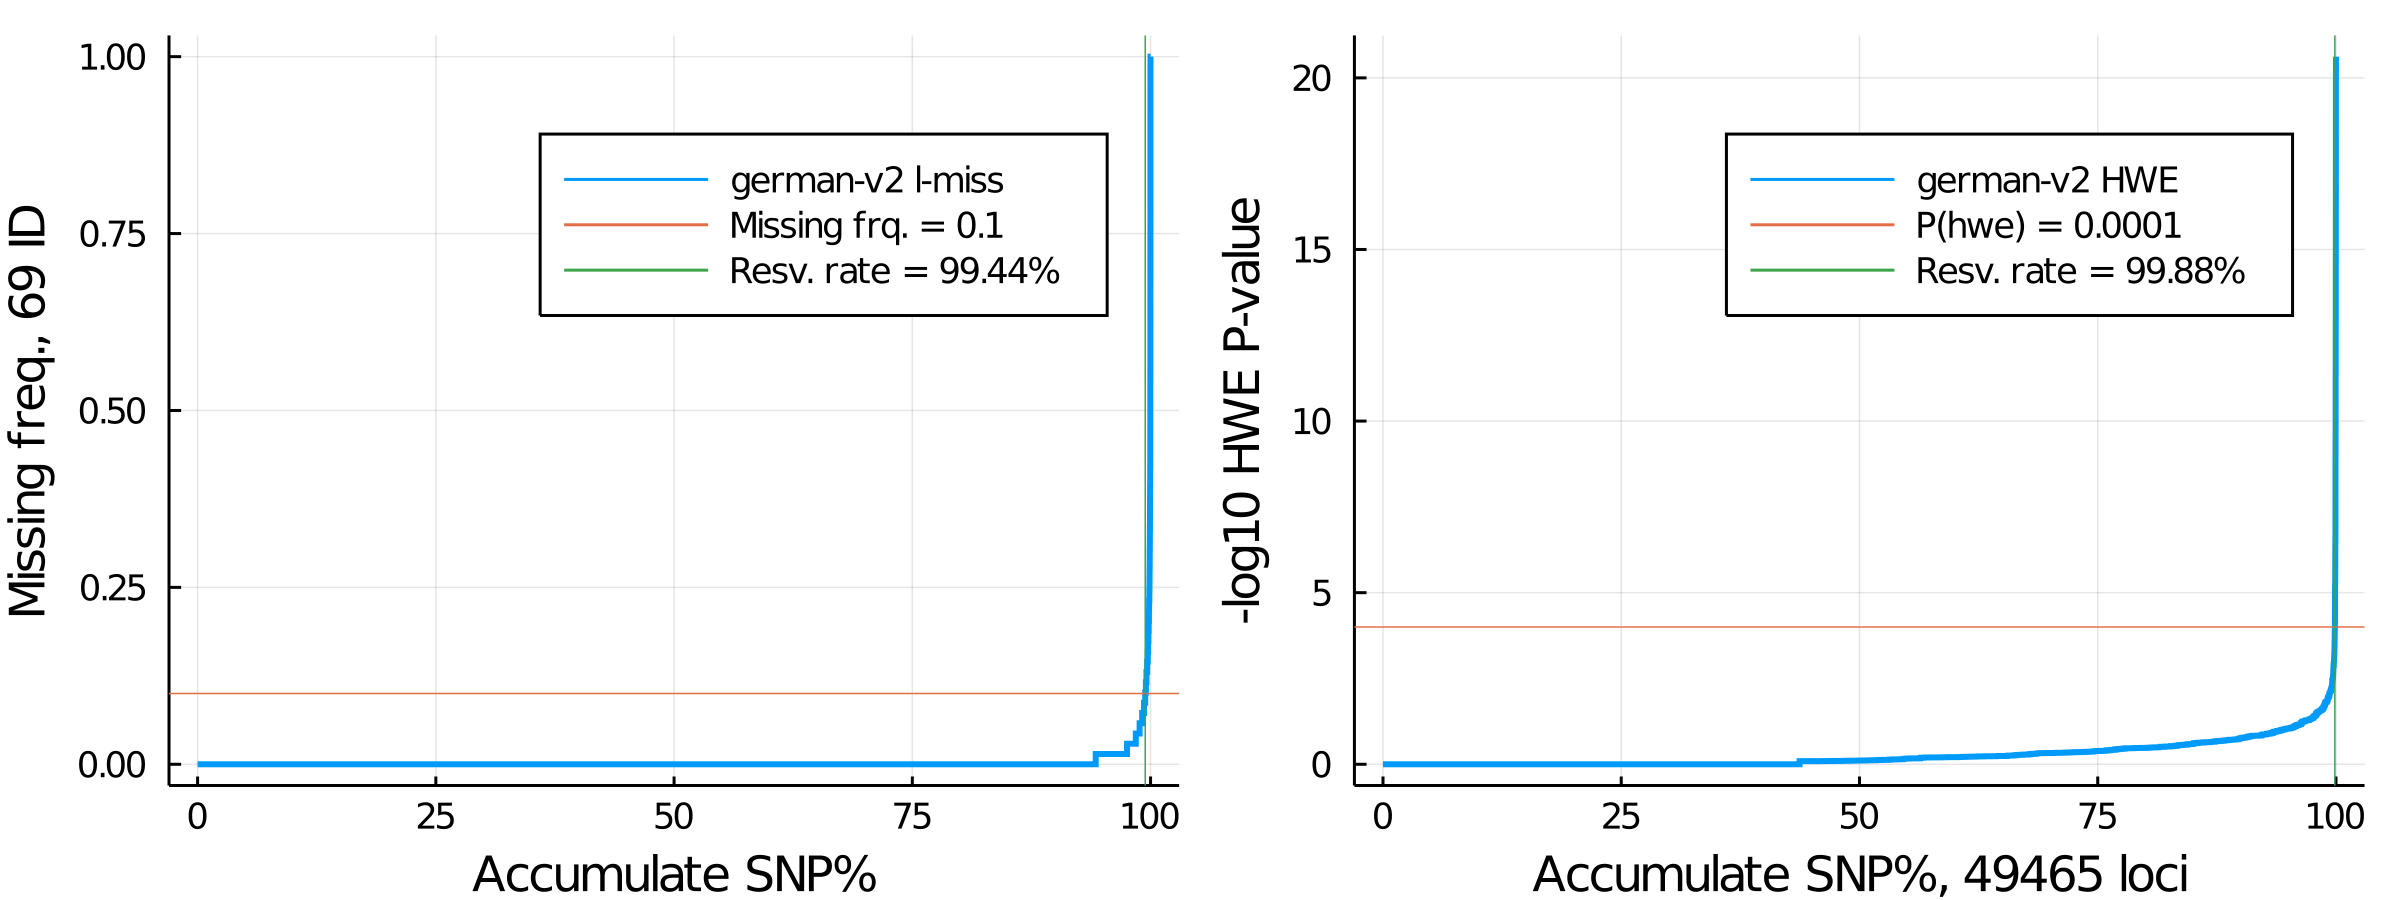 Missing freq., 69 ID
1.00
0.75
0.50
0.25
0.00
german-v2 l-miss
Missing frq. = 0.1
Resv. rate = 99.44%
0 25 50 75 100
Accumulate SNP%
-log10 HWE P-value
20
15
10
5
0
german-v2 HWE
P(hwe) = 0.0001
Resv. rate = 99.88%
0 25 50 75 100
Accumulate SNP%, 49465 loci